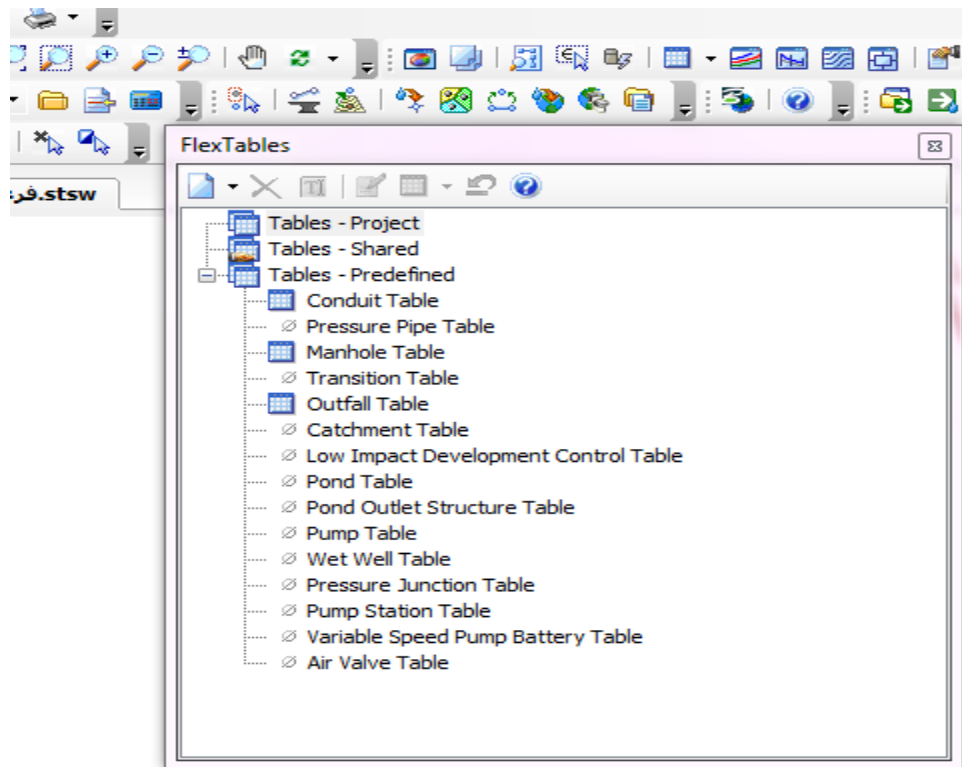 FlexTables
فر.stsw
Tables - Project
Tables - Shared
Tables - Predefined
Conduit Table
Pressure Pipe Table
Manhole Table
Transition Table
Outfall Table
Catchment Table
Low Impact Development Control Table
Pond Table
Pond Outlet Structure Table
Pump Table
Wet Well Table
Pressure Junction Table
Pump Station Table
Variable Speed Pump Battery Table
Air Valve Table